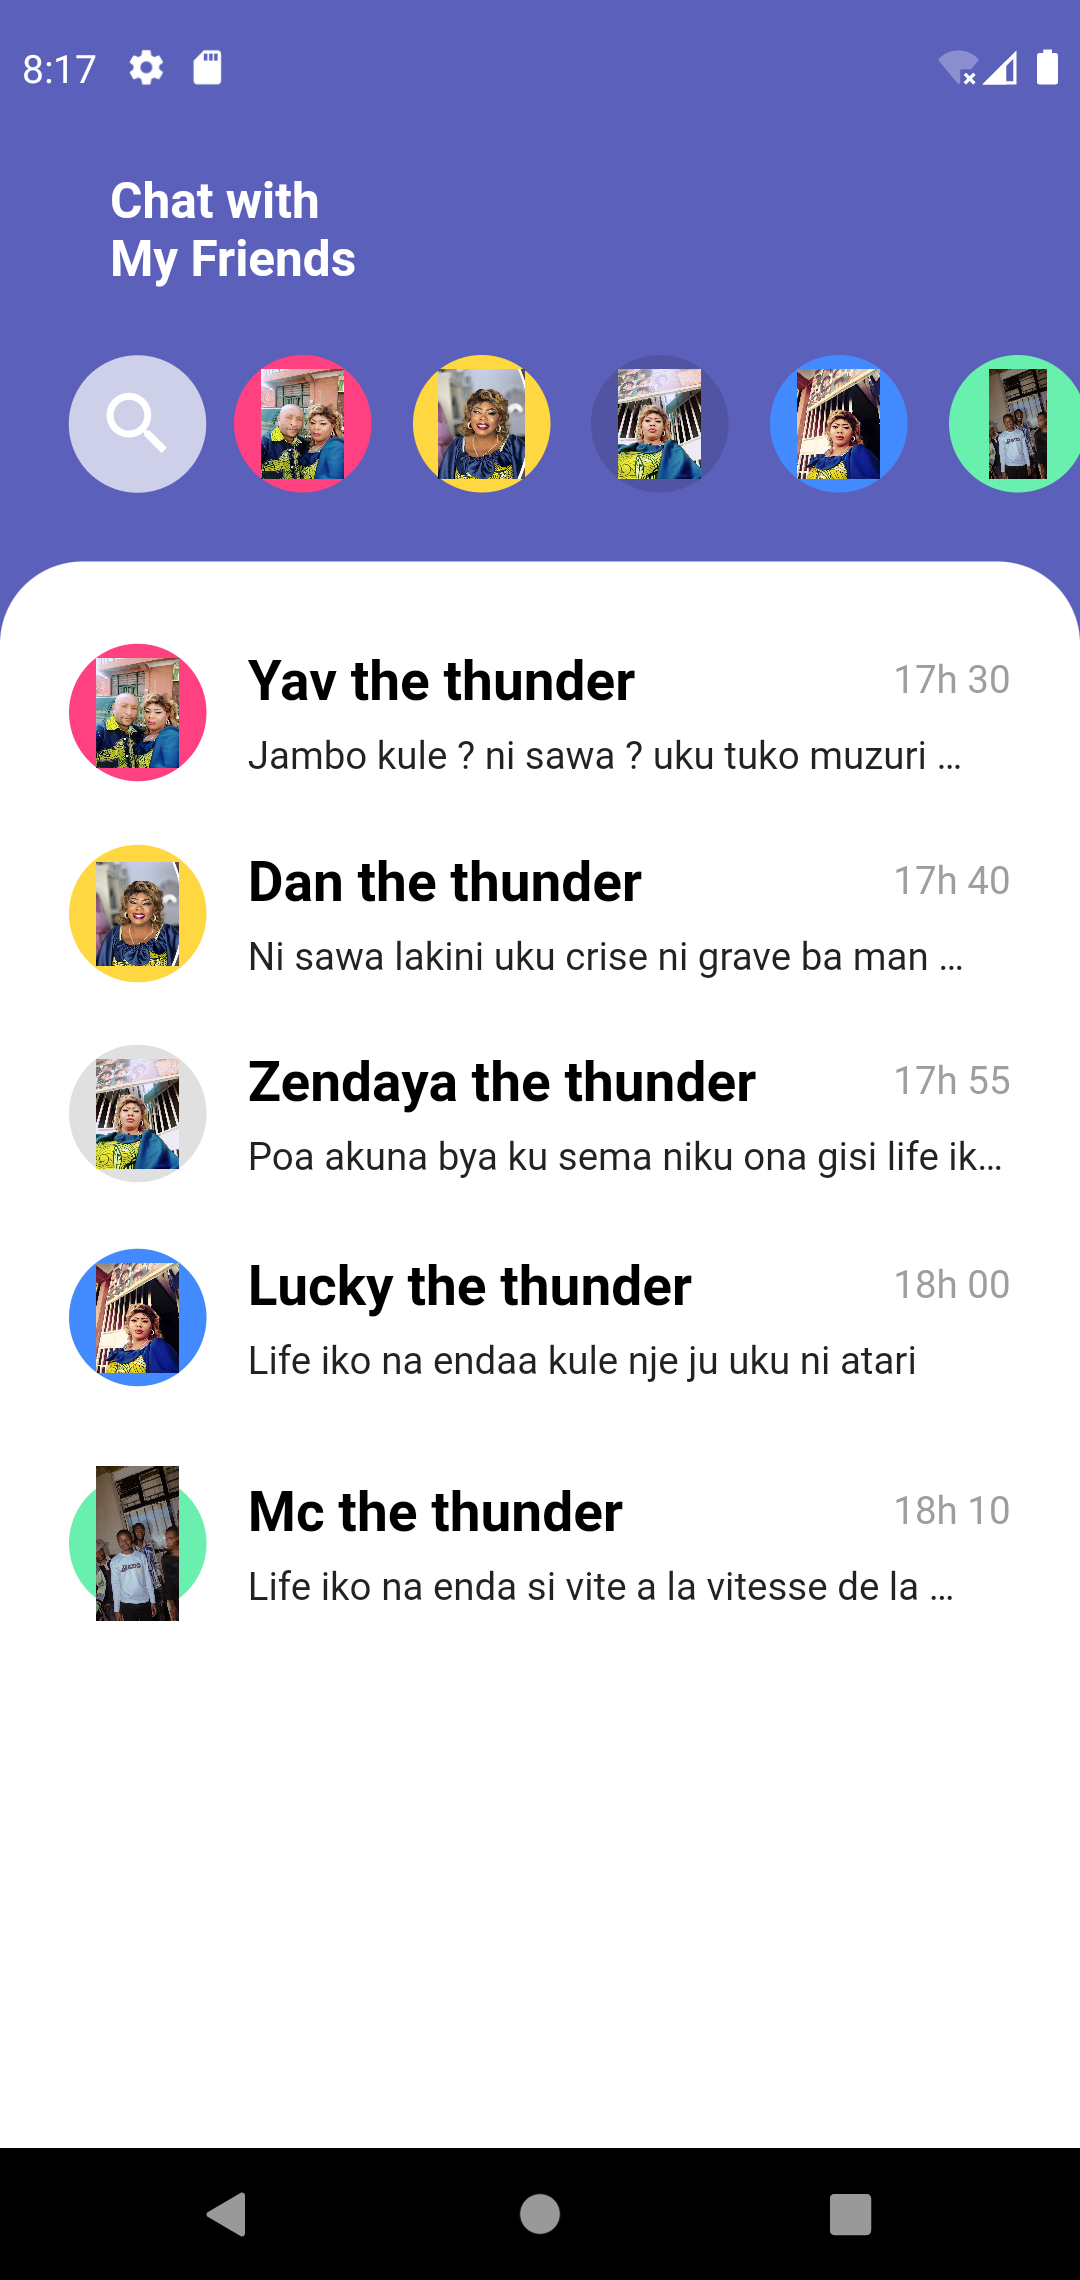 8:17
Chat with
My Friends
Yav the thunder
17h 30
Jambo kule ? ni sawa ? uku tuko muzuri ...
Dan the thunder
17h 40
Ni sawa lakini uku crise ni grave ba man ...
Zendaya the thunder
17h 55
Poa akuna bya ku sema niku ona gisi life ik...
Lucky the thunder
18h 00
Life iko na endaa kule nje ju uku ni atari
Mc the thunder
18h 10
Life iko na enda si vite a la vitesse de la ...